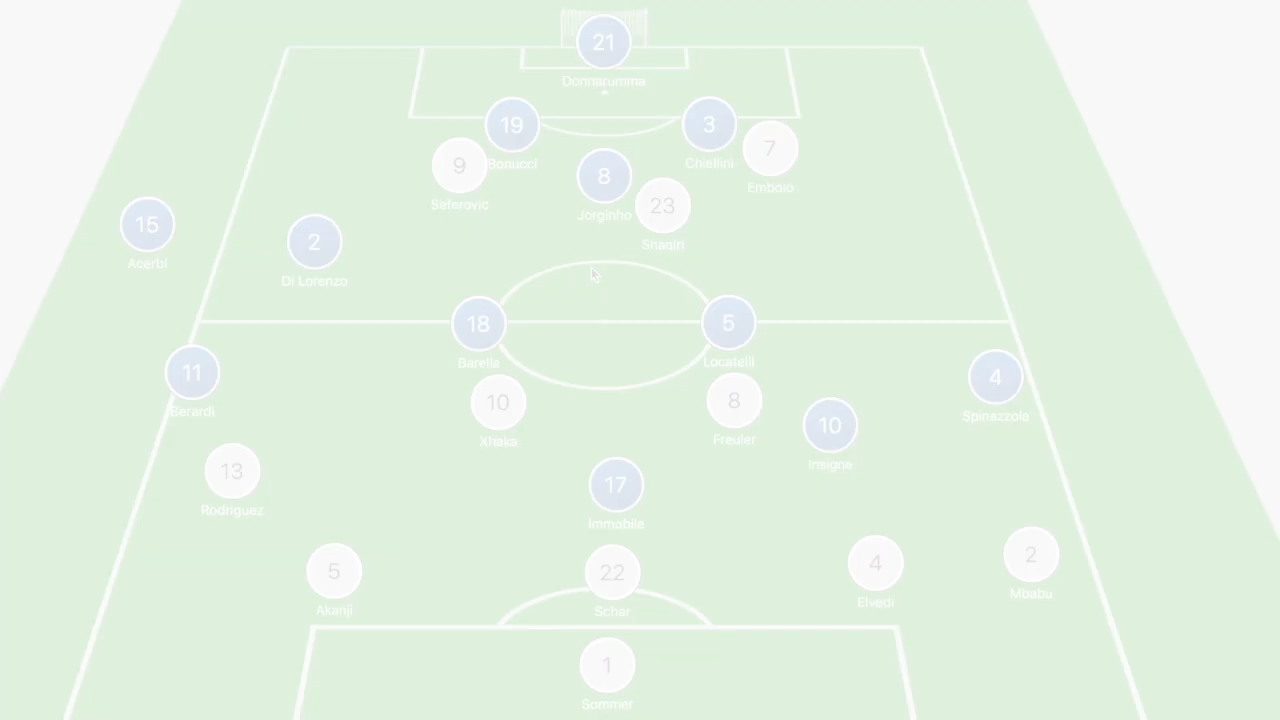 21
Donnarumma
19
Bonucci
3
Chiellini
7
Embolo
9
Seferovic
8
Jorginho
23
Shaqiri
15
Acerbi
2
Di Lorenzo
18
Barella
5
Locatelli
11
Berardi
4
Spinazzola
10
Xhaka
8
Freuler
10
Insigne
13
Rodriguez
17
Immobile
5
Akanji
22
Schar
4
Elvedi
2
Mbabu
1
Sommer